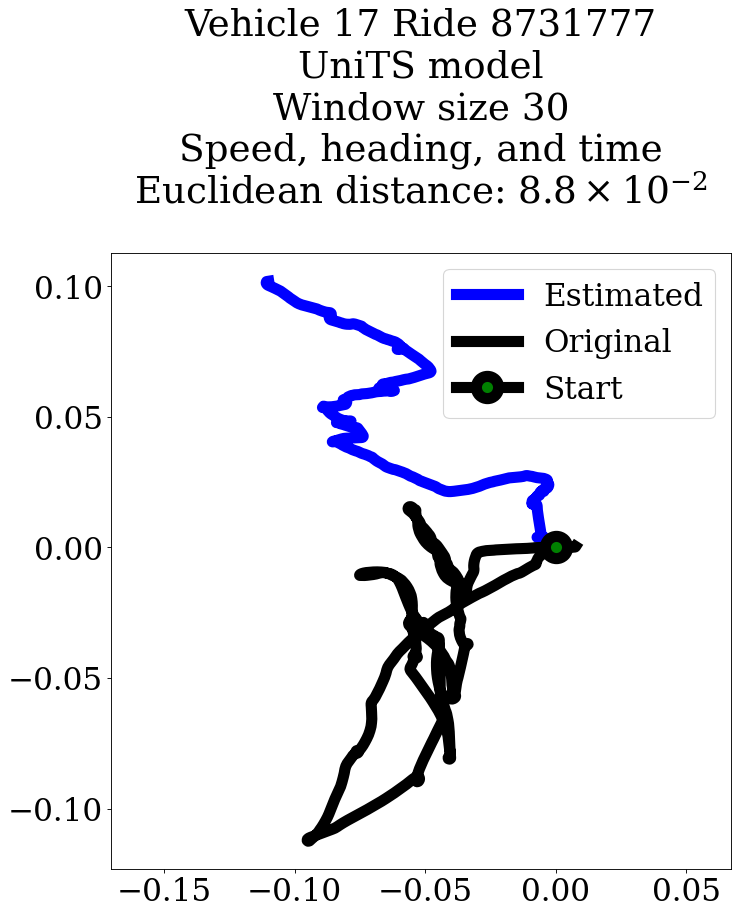 Vehicle 17 Ride 8731777
UniTS model
Window size 30
Speed, heading, and time
Euclidean distance: 8.8 × 10⁻²
Estimated
Original
Start
0.10
0.05
0.00
−0.05
−0.10
−0.15 −0.10 −0.05 0.00 0.05